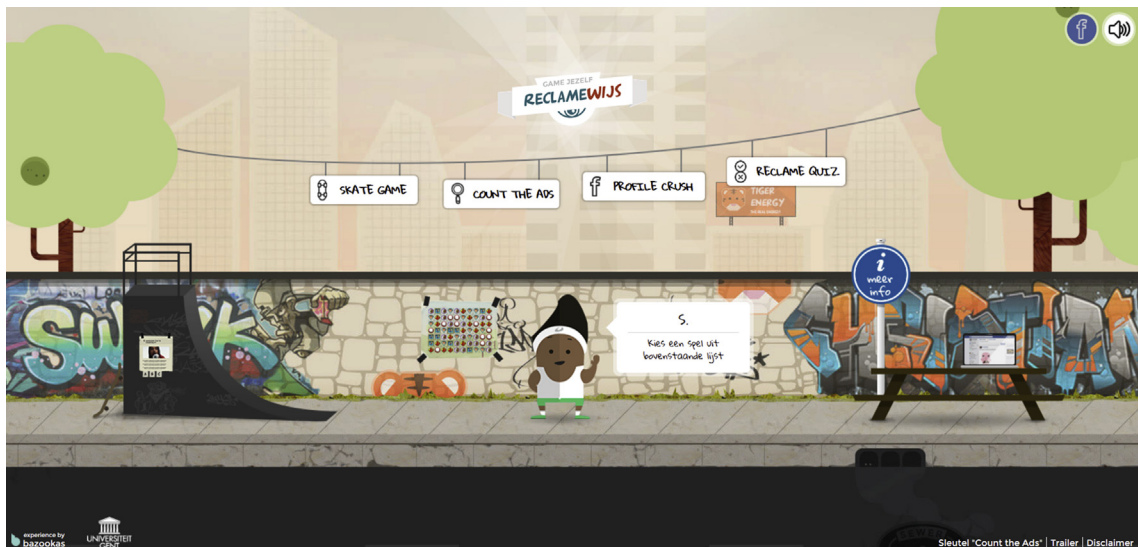 GAME JEZELF
RECLAMEWIJS
SKATE GAME
COUNT THE ADS
PROFILE CRUSH
RECLAME QUIZ
TIGER
ENERGY
i
meer
info
S.
Kies een spel uit
bovenstaande lijst
experience by
bazookas
UNIVERSITEIT
GENT
SEWER
Sleutel "Count the Ads" | Trailer | Disclaimer